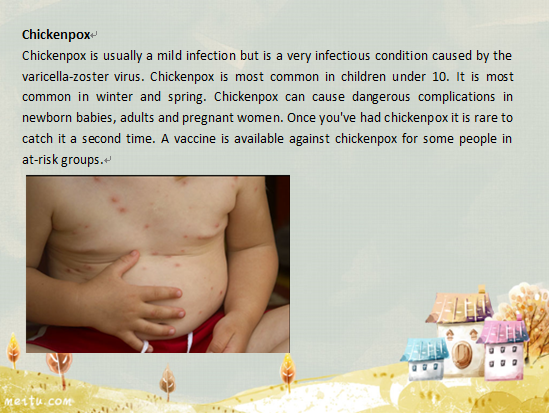 Chickenpox
Chickenpox is usually a mild infection but is a very infectious condition caused by the
varicella-zoster virus. Chickenpox is most common in children under 10. It is most
common in winter and spring. Chickenpox can cause dangerous complications in
newborn babies, adults and pregnant women. Once you've had chickenpox it is rare to
catch it a second time. A vaccine is available against chickenpox for some people in
at-risk groups.
meitu.com